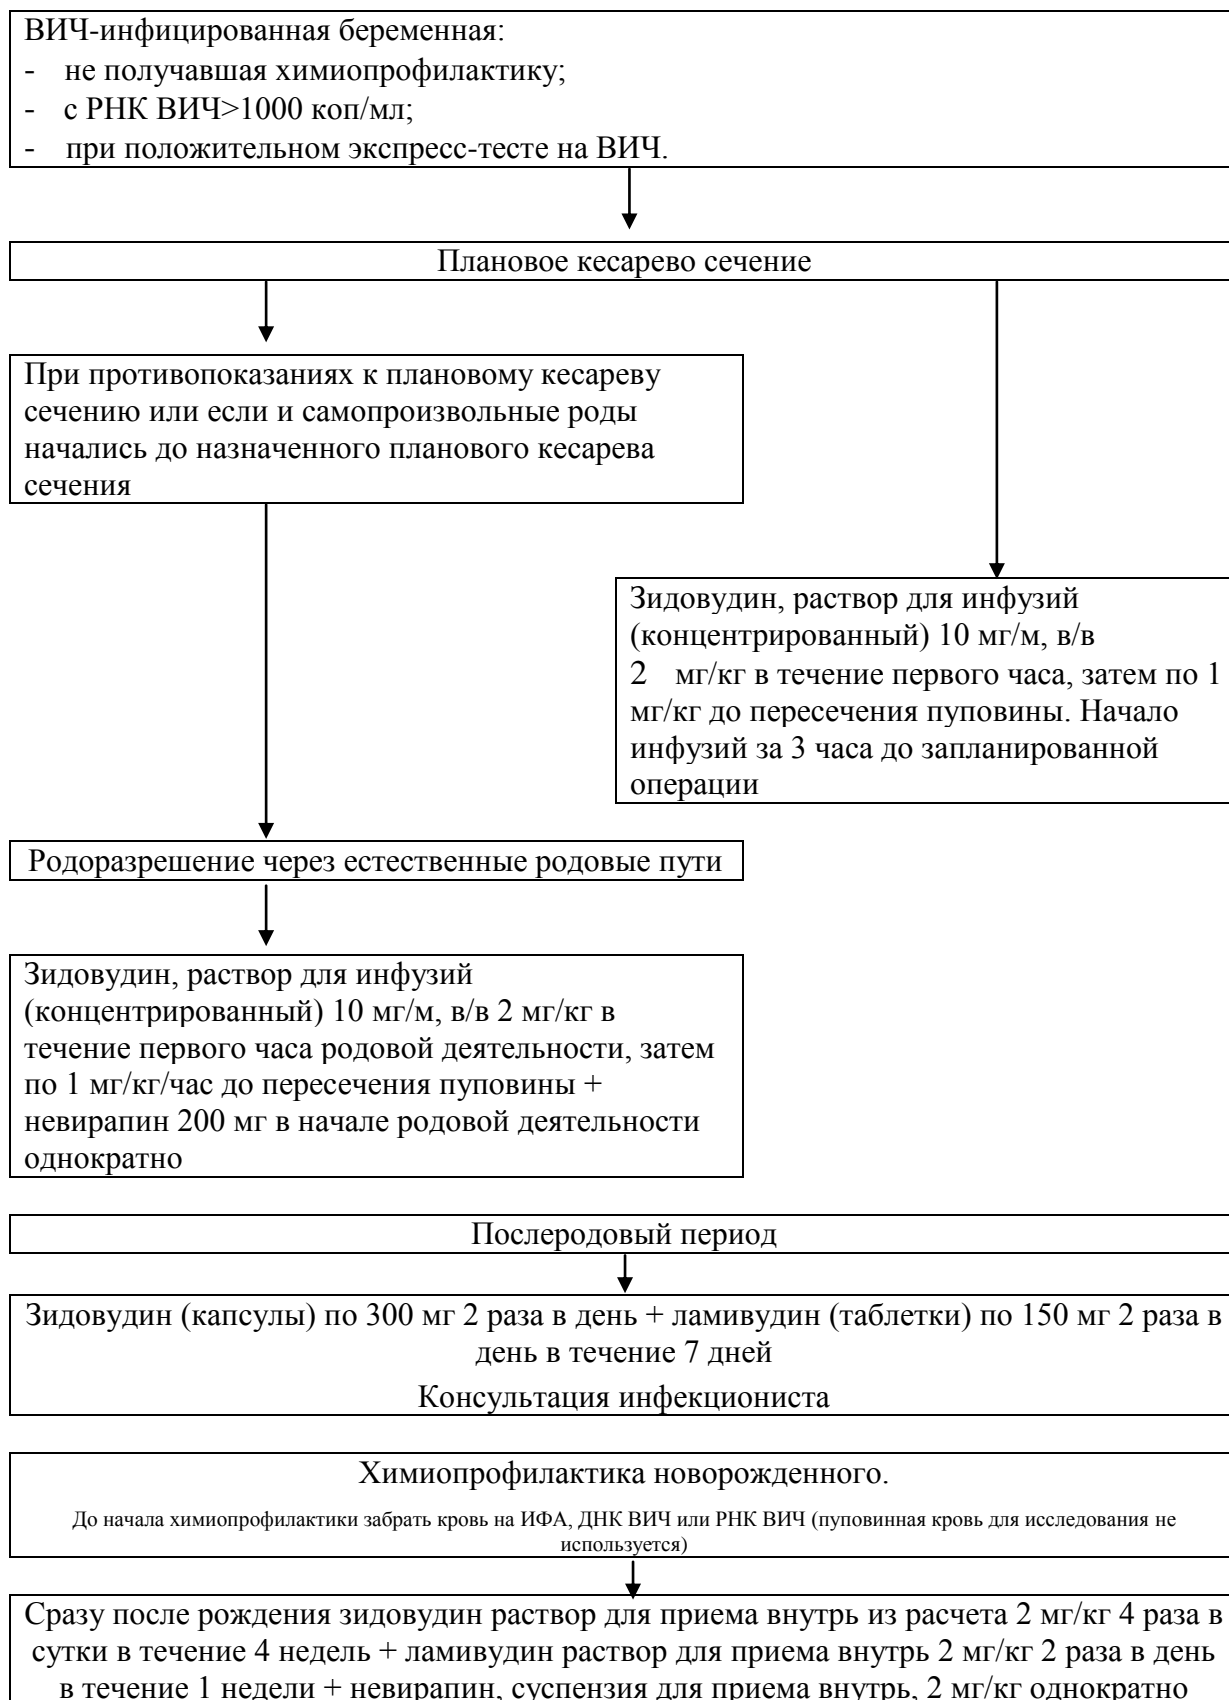 ВИЧ-инфицированная беременная:
- не получавшая химиопрофилактику;
- с РНК ВИЧ>1000 коп/мл;
- при положительном экспресс-тесте на ВИЧ.
Плановое кесарево сечение
При противопоказаниях к плановому кесареву
сечению или если и самопроизвольные роды
начались до назначенного планового кесарева
сечения
Зидовудин, раствор для инфузий
(концентрированный) 10 мг/м, в/в
2 мг/кг в течение первого часа, затем по 1
мг/кг до пересечения пуповины. Начало
инфузий за 3 часа до запланированной
операции
Родоразрешение через естественные родовые пути
Зидовудин, раствор для инфузий
(концентрированный) 10 мг/м, в/в 2 мг/кг в
течение первого часа родовой деятельности, затем
по 1 мг/кг/час до пересечения пуповины +
невирапин 200 мг в начале родовой деятельности
однократно
Послеродовый период
Зидовудин (капсулы) по 300 мг 2 раза в день + ламивудин (таблетки) по 150 мг 2 раза в
день в течение 7 дней
Консультация инфекциониста
Химиопрофилактика новорожденного.
До начала химиопрофилактики забрать кровь на ИФА, ДНК ВИЧ или РНК ВИЧ (пуповинная кровь для исследования не
используется)
Сразу после рождения зидовудин раствор для приема внутрь из расчета 2 мг/кг 4 раза в
сутки в течение 4 недель + ламивудин раствор для приема внутрь 2 мг/кг 2 раза в день
в течение 1 недели + невирапин, суспензия для приема внутрь, 2 мг/кг однократно